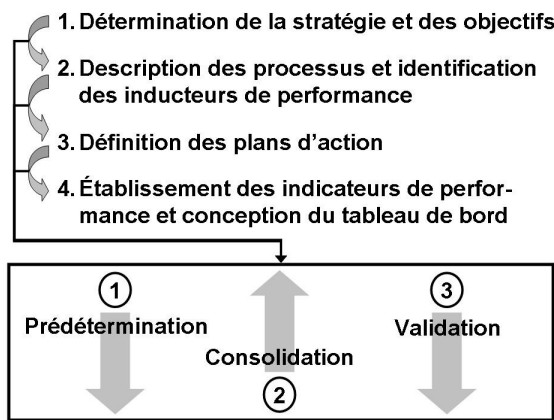 1. Détermination de la stratégie et des objectifs
2. Description des processus et identification
des inducteurs de performance
3. Définition des plans d’action
4. Établissement des indicateurs de perfor-
mance et conception du tableau de bord
1
Prédétermination
Consolidation
2
3
Validation